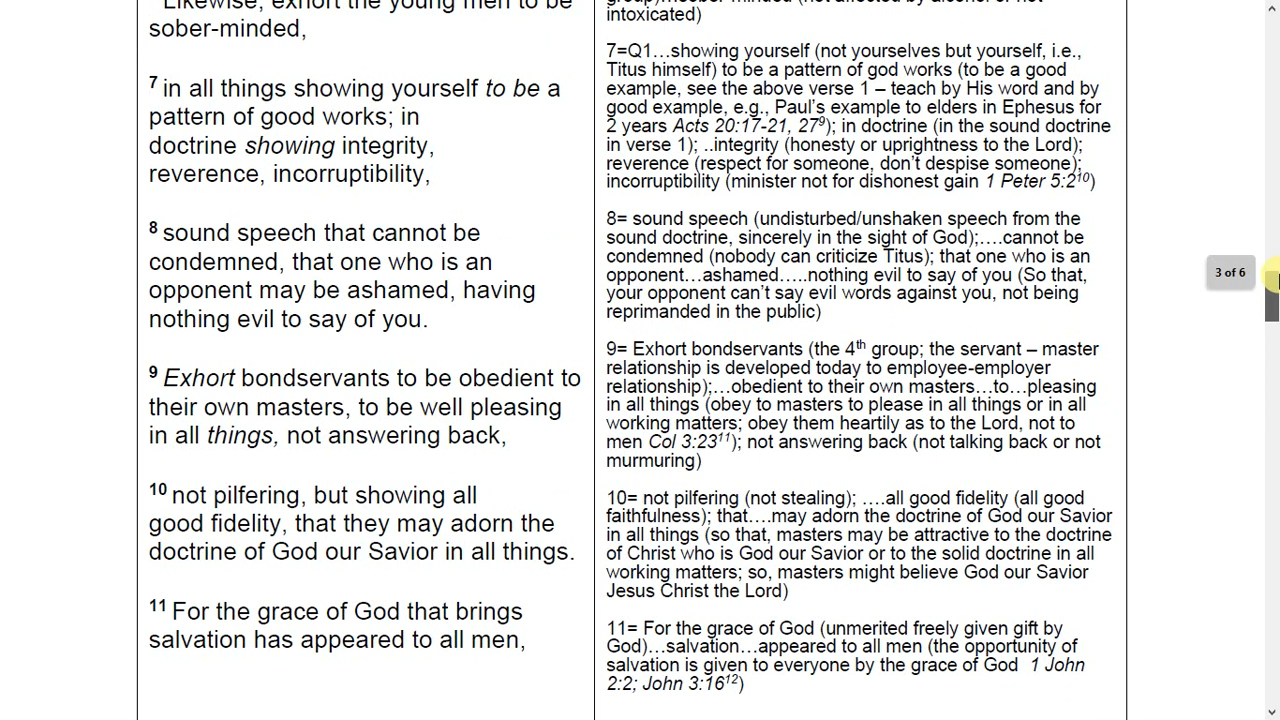 Likewise, exhort the young men to be
sober-minded,
7 in all things showing yourself to be a
pattern of good works; in
doctrine showing integrity,
reverence, incorruptibility,
8 sound speech that cannot be
condemned, that one who is an
opponent may be ashamed, having
nothing evil to say of you.
9 Exhort bondservants to be obedient to
their own masters, to be well pleasing
in all things, not answering back,
10 not pilfering, but showing all
good fidelity, that they may adorn the
doctrine of God our Savior in all things.
11 For the grace of God that brings
salvation has appeared to all men,
intoxicated)
7=Q1…showing yourself (not yourselves but yourself, i.e.,
Titus himself) to be a pattern of god works (to be a good
example, see the above verse 1 – teach by His word and by
good example, e.g., Paul’s example to elders in Ephesus for
2 years Acts 20:17-21, 27⁹); in doctrine (in the sound doctrine
in verse 1); ..integrity (honesty or uprightness to the Lord);
reverence (respect for someone, don’t despise someone);
incorruptibility (minister not for dishonest gain 1 Peter 5:2¹⁰)
8= sound speech (undisturbed/unshaken speech from the
sound doctrine, sincerely in the sight of God);….cannot be
condemned (nobody can criticize Titus); that one who is an
opponent…ashamed…..nothing evil to say of you (So that,
your opponent can’t say evil words against you, not being
reprimanded in the public)
9= Exhort bondservants (the 4th group; the servant – master
relationship is developed today to employee-employer
relationship);…obedient to their own masters…to…pleasing
in all things (obey to masters to please in all things or in all
working matters; obey them heartily as to the Lord, not to
men Col 3:23¹¹); not answering back (not talking back or not
murmuring)
10= not pilfering (not stealing); ….all good fidelity (all good
faithfulness); that….may adorn the doctrine of God our Savior
in all things (so that, masters may be attractive to the doctrine
of Christ who is God our Savior or to the solid doctrine in all
working matters; so, masters might believe God our Savior
Jesus Christ the Lord)
11= For the grace of God (unmerited freely given gift by
God)…salvation…appeared to all men (the opportunity of
salvation is given to everyone by the grace of God 1 John
2:2; John 3:16¹²)
3 of 6